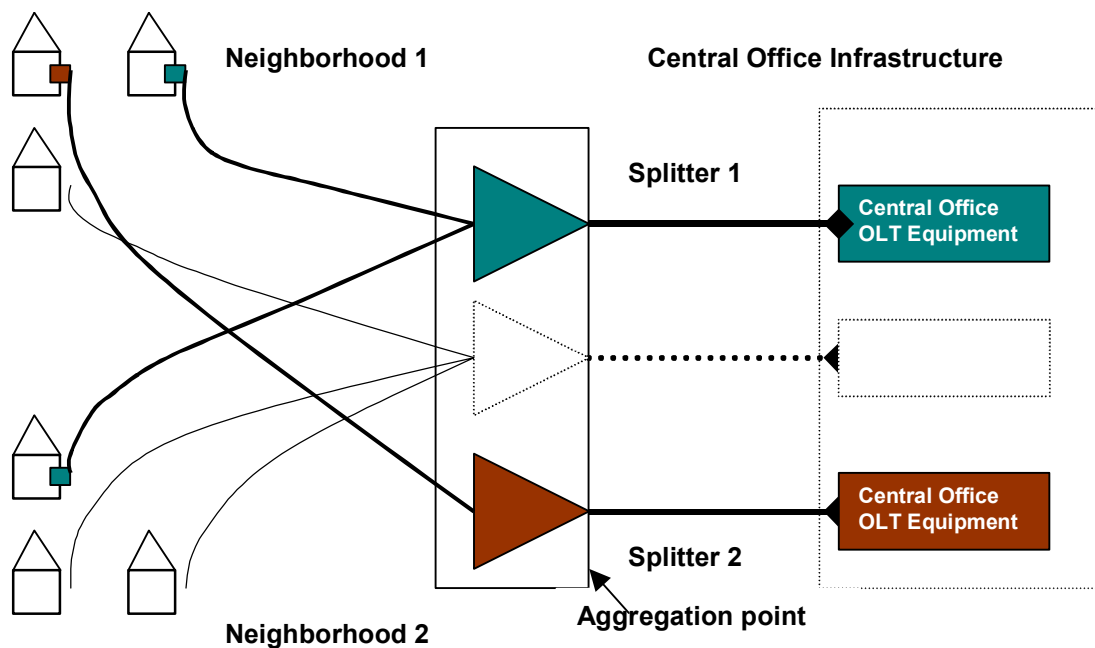 Neighborhood 1
Central Office Infrastructure
Splitter 1
Central Office
OLT Equipment
Central Office
OLT Equipment
Splitter 2
Aggregation point
Neighborhood 2